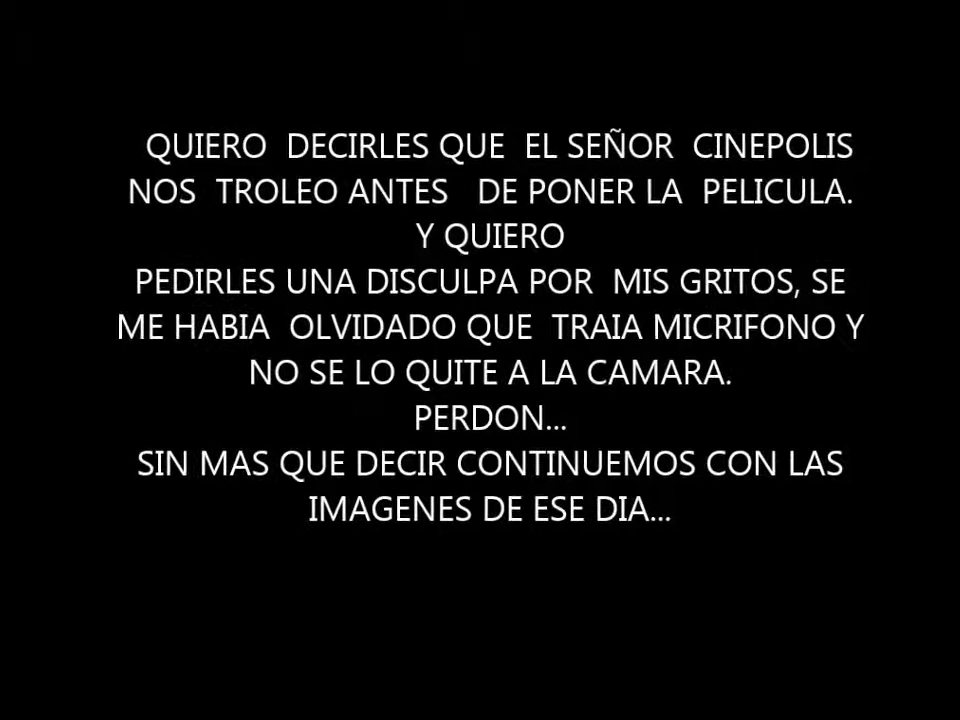 QUIERO DECIRLES QUE EL SEÑOR CINEPOLIS
NOS TROLEO ANTES DE PONER LA PELICULA.
Y QUIERO
PEDIRLES UNA DISCULPA POR MIS GRITOS, SE
ME HABIA OLVIDADO QUE TRAIA MICRIFONO Y
NO SE LO QUITE A LA CAMARA.
PERDON...
SIN MAS QUE DECIR CONTINUEMOS CON LAS
IMAGENES DE ESE DIA...